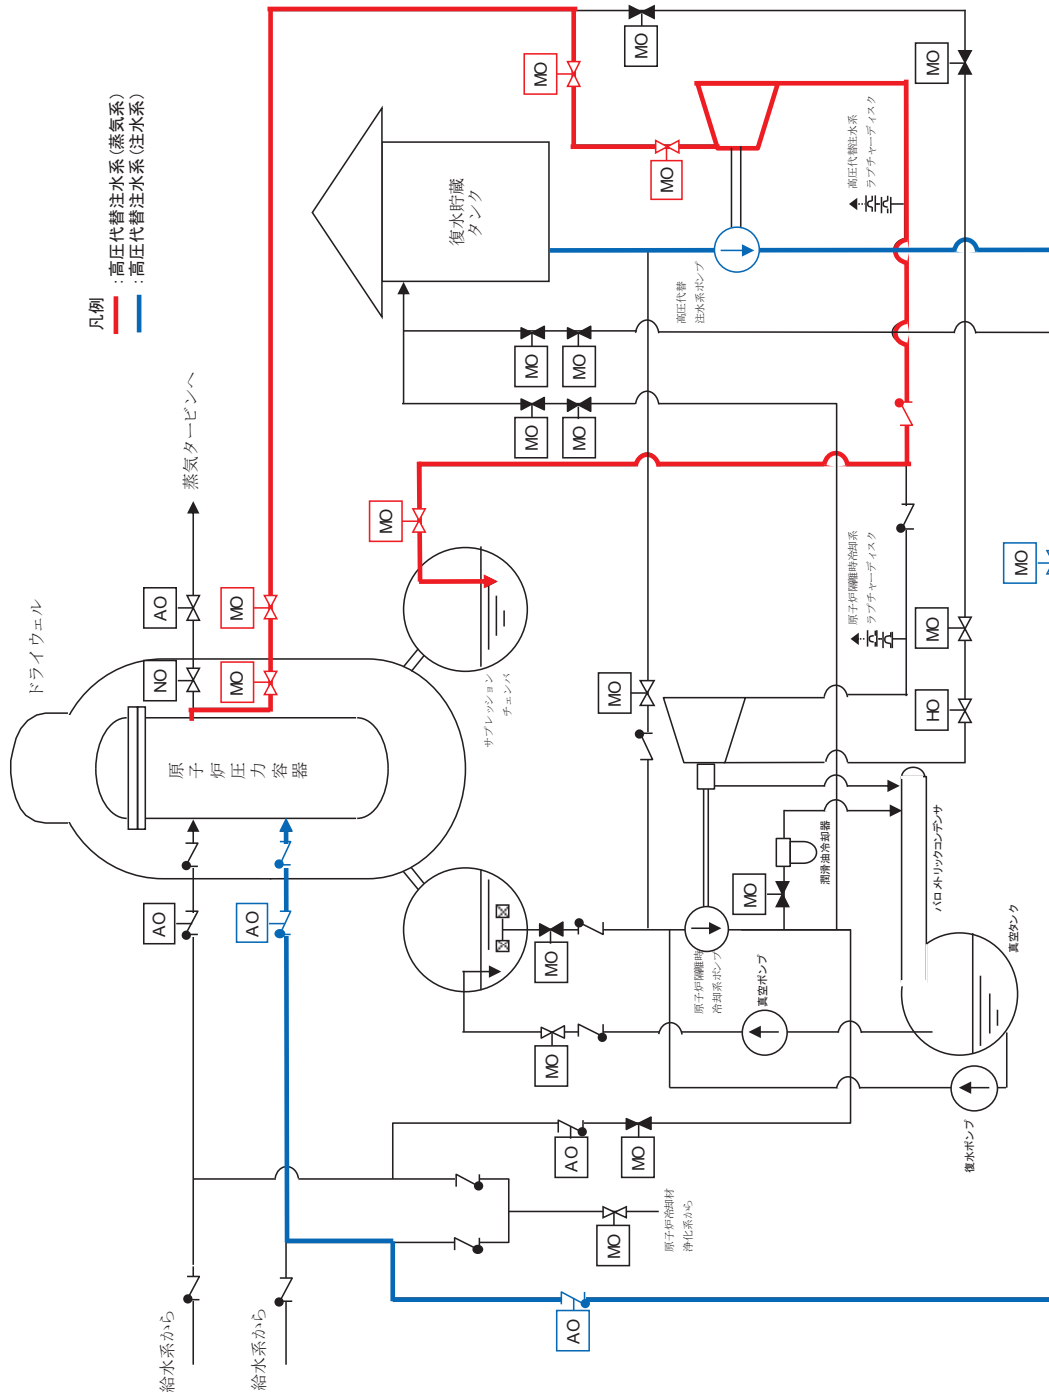 凡例
：高圧代替注水系（蒸気系）
：高圧代替注水系（注水系）
ドライウェル
蒸気タービンへ
原子炉圧力容器
復水貯蔵
タンク
サプレッション
チェンバ
高圧代替
注水系ポンプ
高圧代替注水系
ラプチャーディスク
原子炉隔離時冷却系
ラプチャーディスク
原子炉隔離時
冷却系ポンプ
潤滑油冷却器
バロメトリックコンデンサ
真空タンク
真空ポンプ
復水ポンプ
原子炉冷却材
浄化系から
給水系から
給水系から
MO
MO
MO
MO
MO
MO
MO
MO
MO
MO
AO
NO
MO
MO
MO
MO
MO
HO
MO
AO
AO
MO
MO
MO
AO
MO
MO
AO